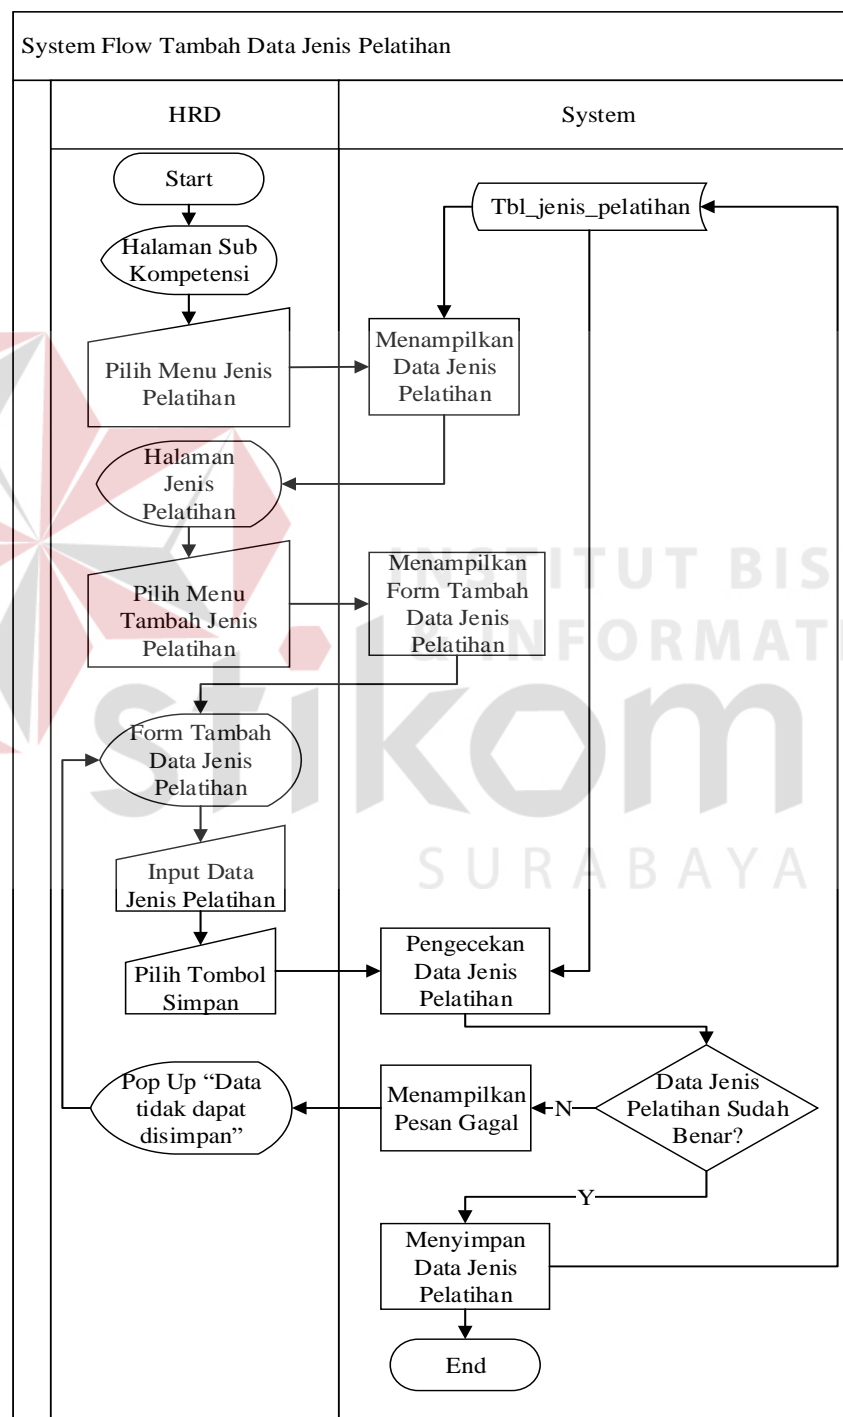 System Flow Tambah Data Jenis Pelatihan
HRD
System
Start
Tbl_jenis_pelatihan
Halaman Sub
Kompetensi
Pilih Menu Jenis
Pelatihan
Menampilkan
Data Jenis
Pelatihan
Halaman
Jenis
Pelatihan
Pilih Menu
Tambah Jenis
Pelatihan
Menampilkan
Form Tambah
Data Jenis
Pelatihan
INSTITUT BIS
& INFORMATI
stikom
SURABAYA
Form Tambah
Data Jenis
Pelatihan
Input Data
Jenis Pelatihan
Pilih Tombol
Simpan
Pengecekan
Data Jenis
Pelatihan
Data Jenis
Pelatihan Sudah
Benar?
N
Menampilkan
Pesan Gagal
Pop Up “Data
tidak dapat
disimpan”
Y
Menyimpan
Data Jenis
Pelatihan
End